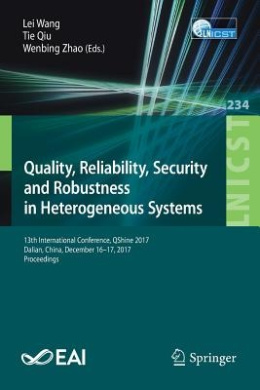 Lei Wang
Tie Qiu
Wenbing Zhao (Eds.)
ICST
234
LNICST
Quality, Reliability, Security
and Robustness
in Heterogeneous Systems
13th International Conference, QShine 2017
Dalian, China, December 16–17, 2017
Proceedings
EAI
Springer